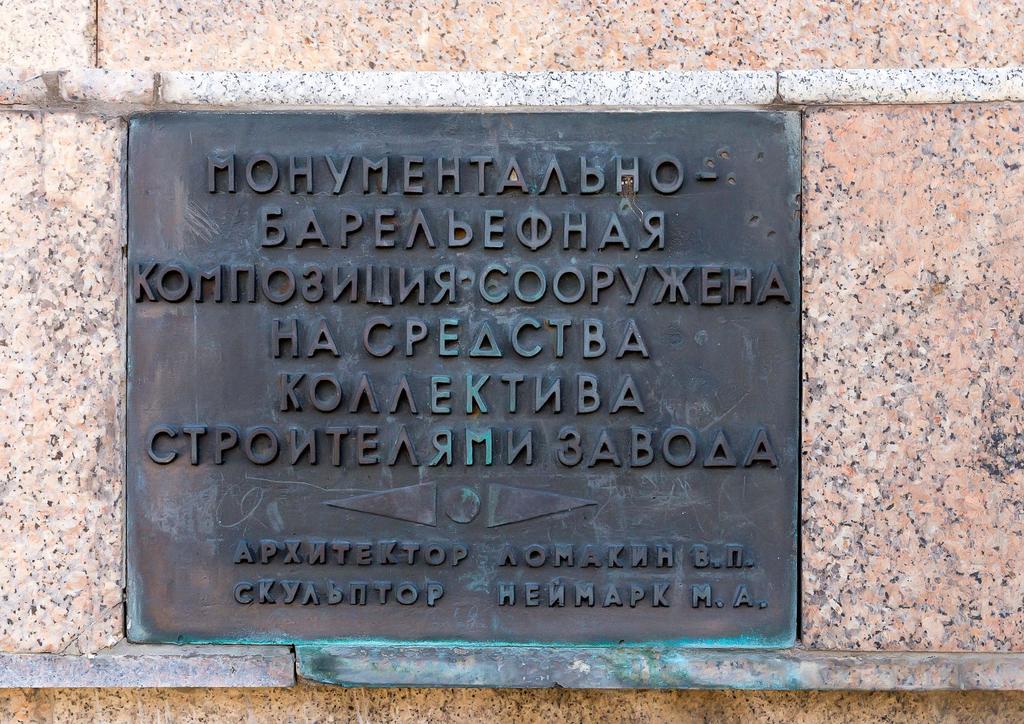 МОНУМЕНТАЛЬНО-
БАРЕЛЬЕФНАЯ
КОМПОЗИЦИЯ СООРУЖЕНА
НА СРЕДСТВА
КОЛЛЕКТИВА
СТРОИТЕЛЯМИ ЗАВОДА
АРХИТЕКТОР ЛОМАКИН В.П.
СКУЛЬПТОР НЕЙМАРК М.А.